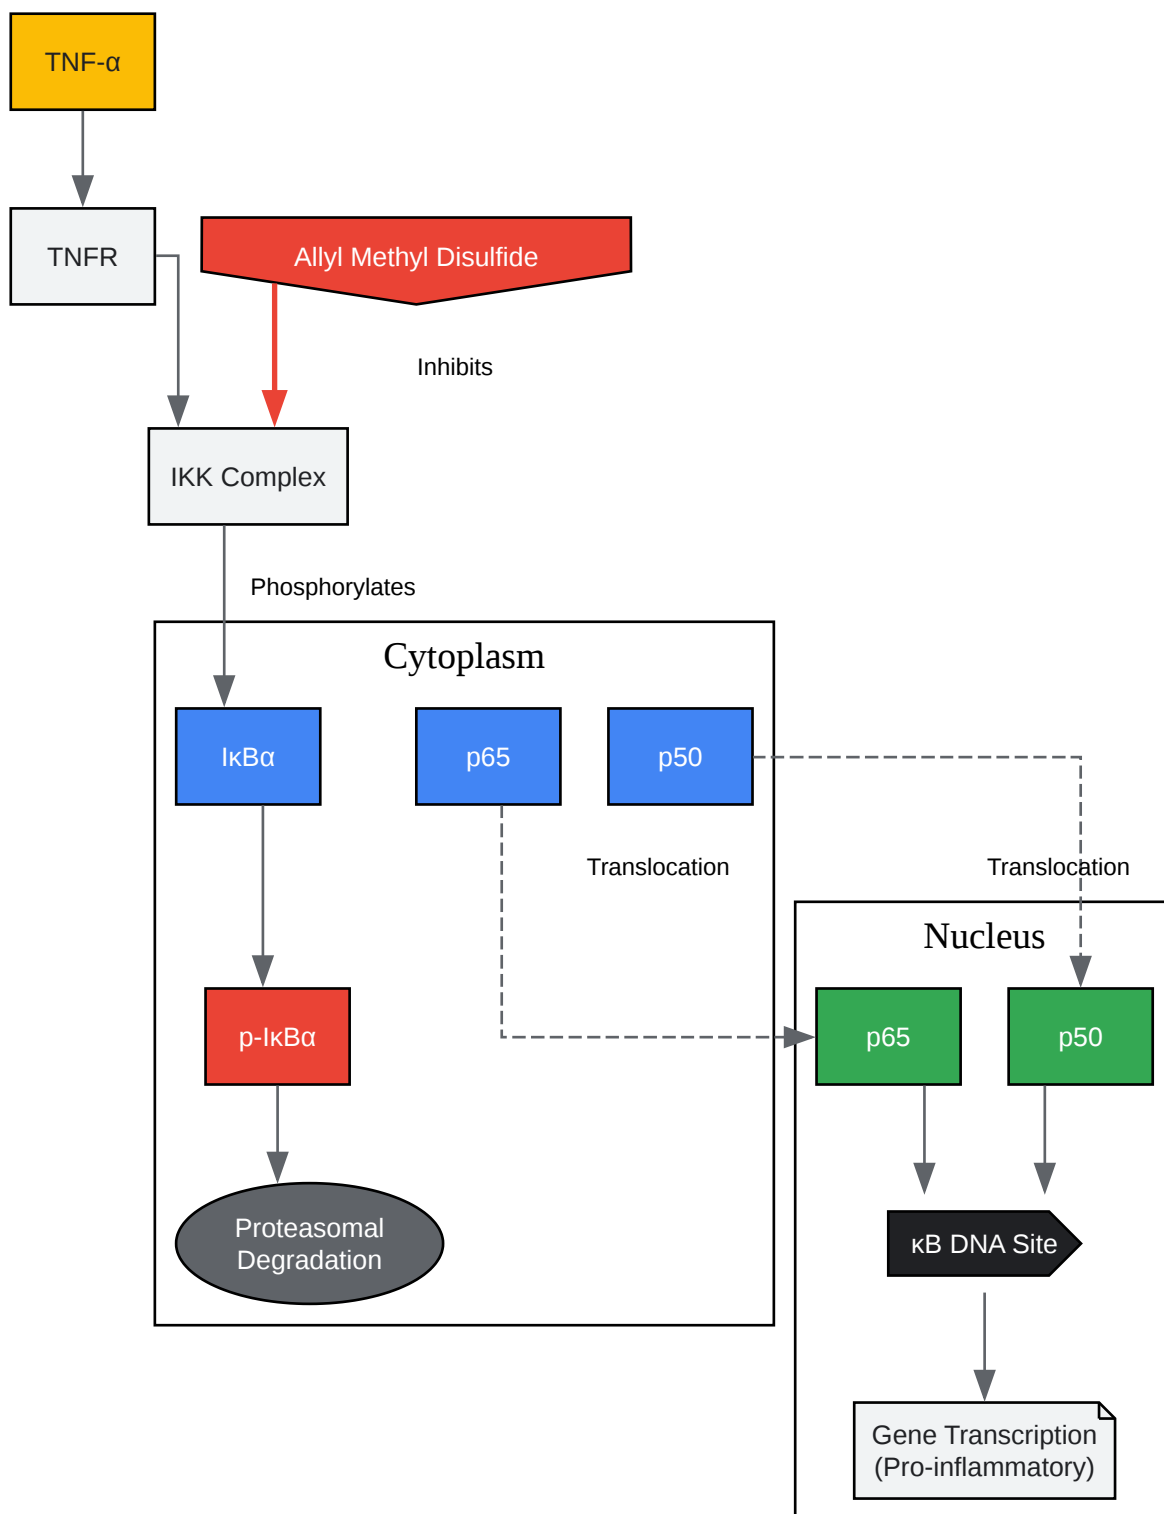 TNF-α
TNFR
Allyl Methyl Disulfide
Inhibits
IKK Complex
Phosphorylates
Cytoplasm
IκBα
p65
p50
Translocation
Translocation
Nucleus
p-IκBα
p65
p50
Proteasomal
Degradation
κB DNA Site
Gene Transcription
(Pro-inflammatory)